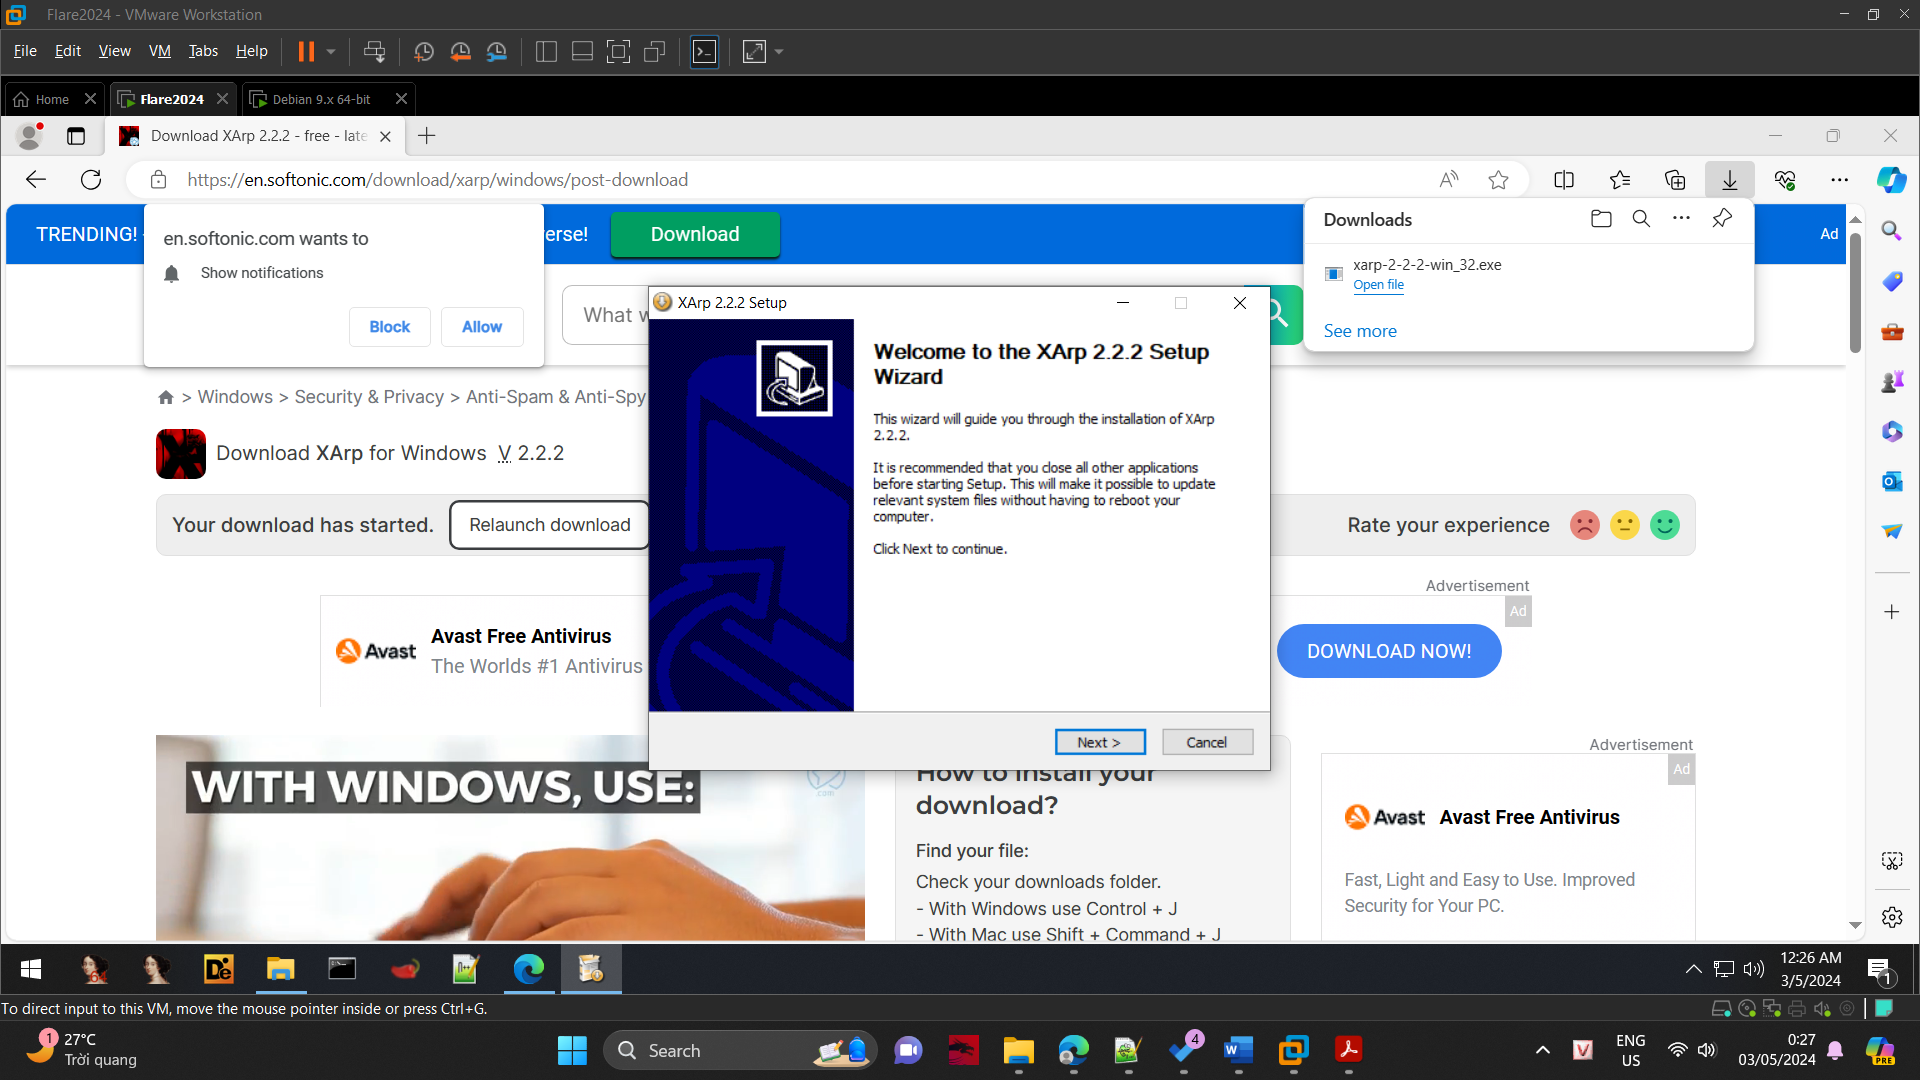 Flare2024 - VMware Workstation
File Edit View VM Tabs Help
Home
Flare2024
Debian 9.x 64-bit
Download XArp 2.2.2 - free - late
https://en.softonic.com/download/xarp/windows/post-download
TRENDING! -
erse!
Download
Ad
en.softonic.com wants to
Show notifications
Block
Allow
Downloads
xarp-2-2-2-win_32.exe
Open file
See more
What w
XArp 2.2.2 Setup
Welcome to the XArp 2.2.2 Setup
Wizard
This wizard will guide you through the installation of XArp
2.2.2.
It is recommended that you close all other applications
before starting Setup. This will make it possible to update
relevant system files without having to reboot your
computer.
Click Next to continue.
Next >
Cancel
> Windows > Security & Privacy > Anti-Spam & Anti-Spy
Download XArp for Windows V 2.2.2
Your download has started.
Relaunch download
Rate your experience
Advertisement
Ad
Avast
Avast Free Antivirus
The Worlds #1 Antivirus
DOWNLOAD NOW!
WITH WINDOWS, USE:
.com
How to install your
download?
Find your file:
Check your downloads folder.
- With Windows use Control + J
- With Mac use Shift + Command + J
Advertisement
Ad
Avast
Avast Free Antivirus
Fast, Light and Easy to Use. Improved
Security for Your PC.
64
De
N++
12:26 AM
3/5/2024
1
To direct input to this VM, move the mouse pointer inside or press Ctrl+G.
1
27°C
Trời quang
Search
4
W
V
ENG
US
0:27
03/05/2024
PRE